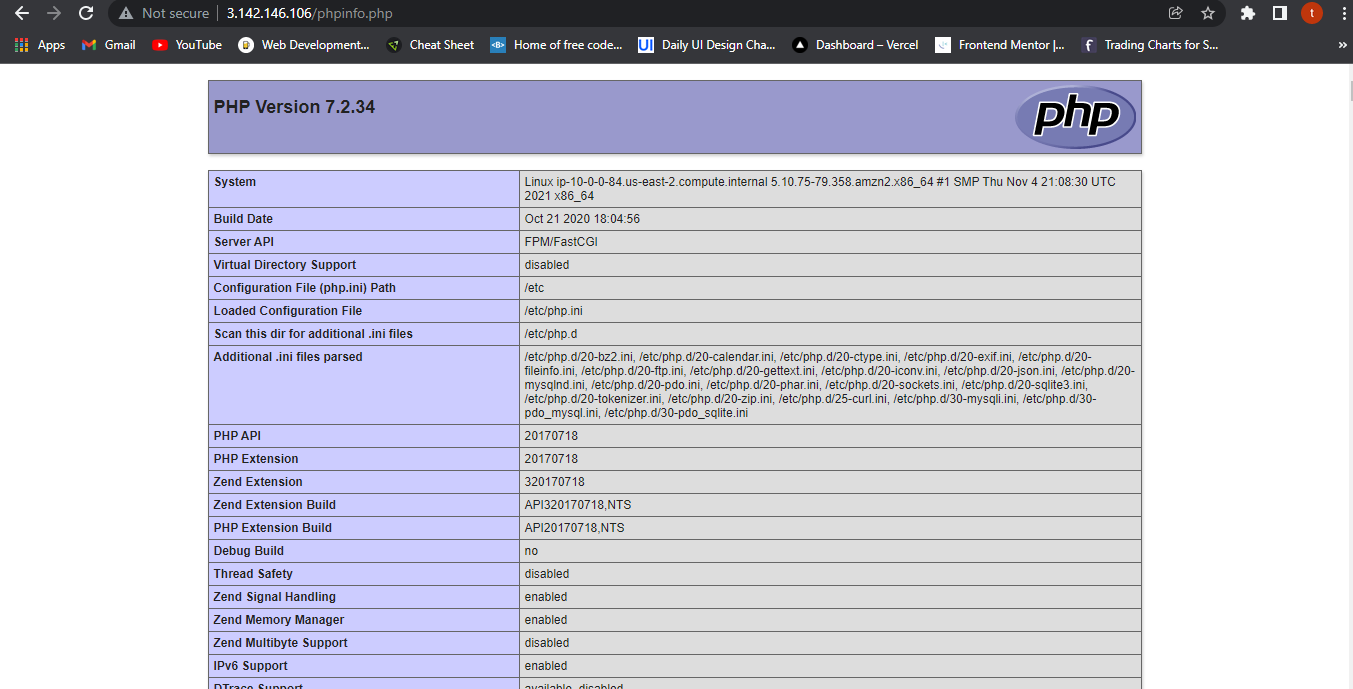 Not secure 3.142.146.106/phpinfo.php
t
Apps Gmail YouTube Web Development... Cheat Sheet <B> Home of free code... UI Daily UI Design Cha... Dashboard – Vercel Frontend Mentor |... f Trading Charts for S... »
PHP Version 7.2.34
php
System Linux ip-10-0-0-84.us-east-2.compute.internal 5.10.75-79.358.amzn2.x86_64 #1 SMP Thu Nov 4 21:08:30 UTC
2021 x86_64
Build Date Oct 21 2020 18:04:56
Server API FPM/FastCGI
Virtual Directory Support disabled
Configuration File (php.ini) Path /etc
Loaded Configuration File /etc/php.ini
Scan this dir for additional .ini files /etc/php.d
Additional .ini files parsed /etc/php.d/20-bz2.ini, /etc/php.d/20-calendar.ini, /etc/php.d/20-ctype.ini, /etc/php.d/20-exif.ini, /etc/php.d/20-
fileinfo.ini, /etc/php.d/20-ftp.ini, /etc/php.d/20-gettext.ini, /etc/php.d/20-iconv.ini, /etc/php.d/20-json.ini, /etc/php.d/20-
mysqlnd.ini, /etc/php.d/20-pdo.ini, /etc/php.d/20-phar.ini, /etc/php.d/20-sockets.ini, /etc/php.d/20-sqlite3.ini,
/etc/php.d/20-tokenizer.ini, /etc/php.d/20-zip.ini, /etc/php.d/25-curl.ini, /etc/php.d/30-mysqli.ini, /etc/php.d/30-
pdo_mysql.ini, /etc/php.d/30-pdo_sqlite.ini
PHP API 20170718
PHP Extension 20170718
Zend Extension 320170718
Zend Extension Build API320170718,NTS
PHP Extension Build API20170718,NTS
Debug Build no
Thread Safety disabled
Zend Signal Handling enabled
Zend Memory Manager enabled
Zend Multibyte Support disabled
IPv6 Support enabled
DTrace Support available, disabled